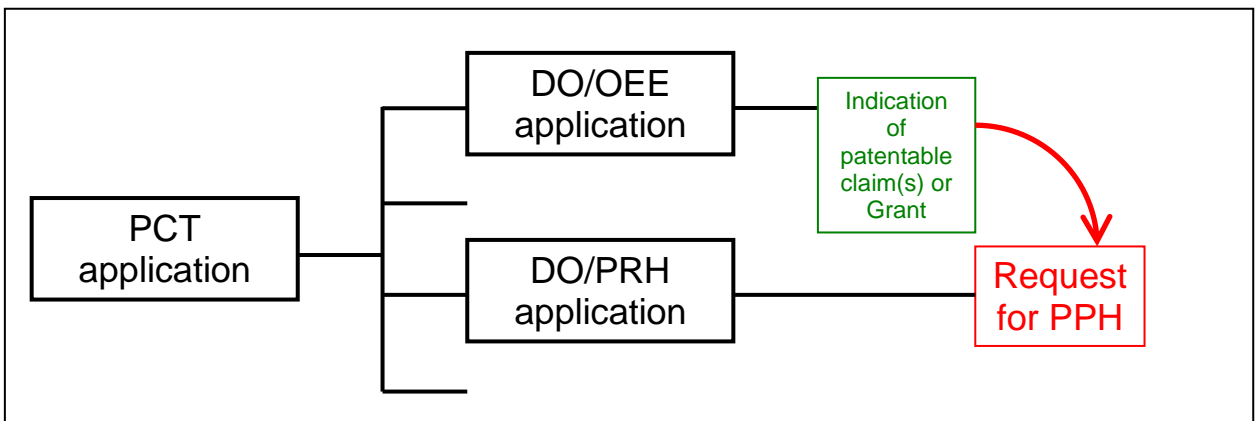 DO/OEE
application
Indication
of
patentable
claim(s) or
Grant
PCT
application
DO/PRH
application
Request
for PPH